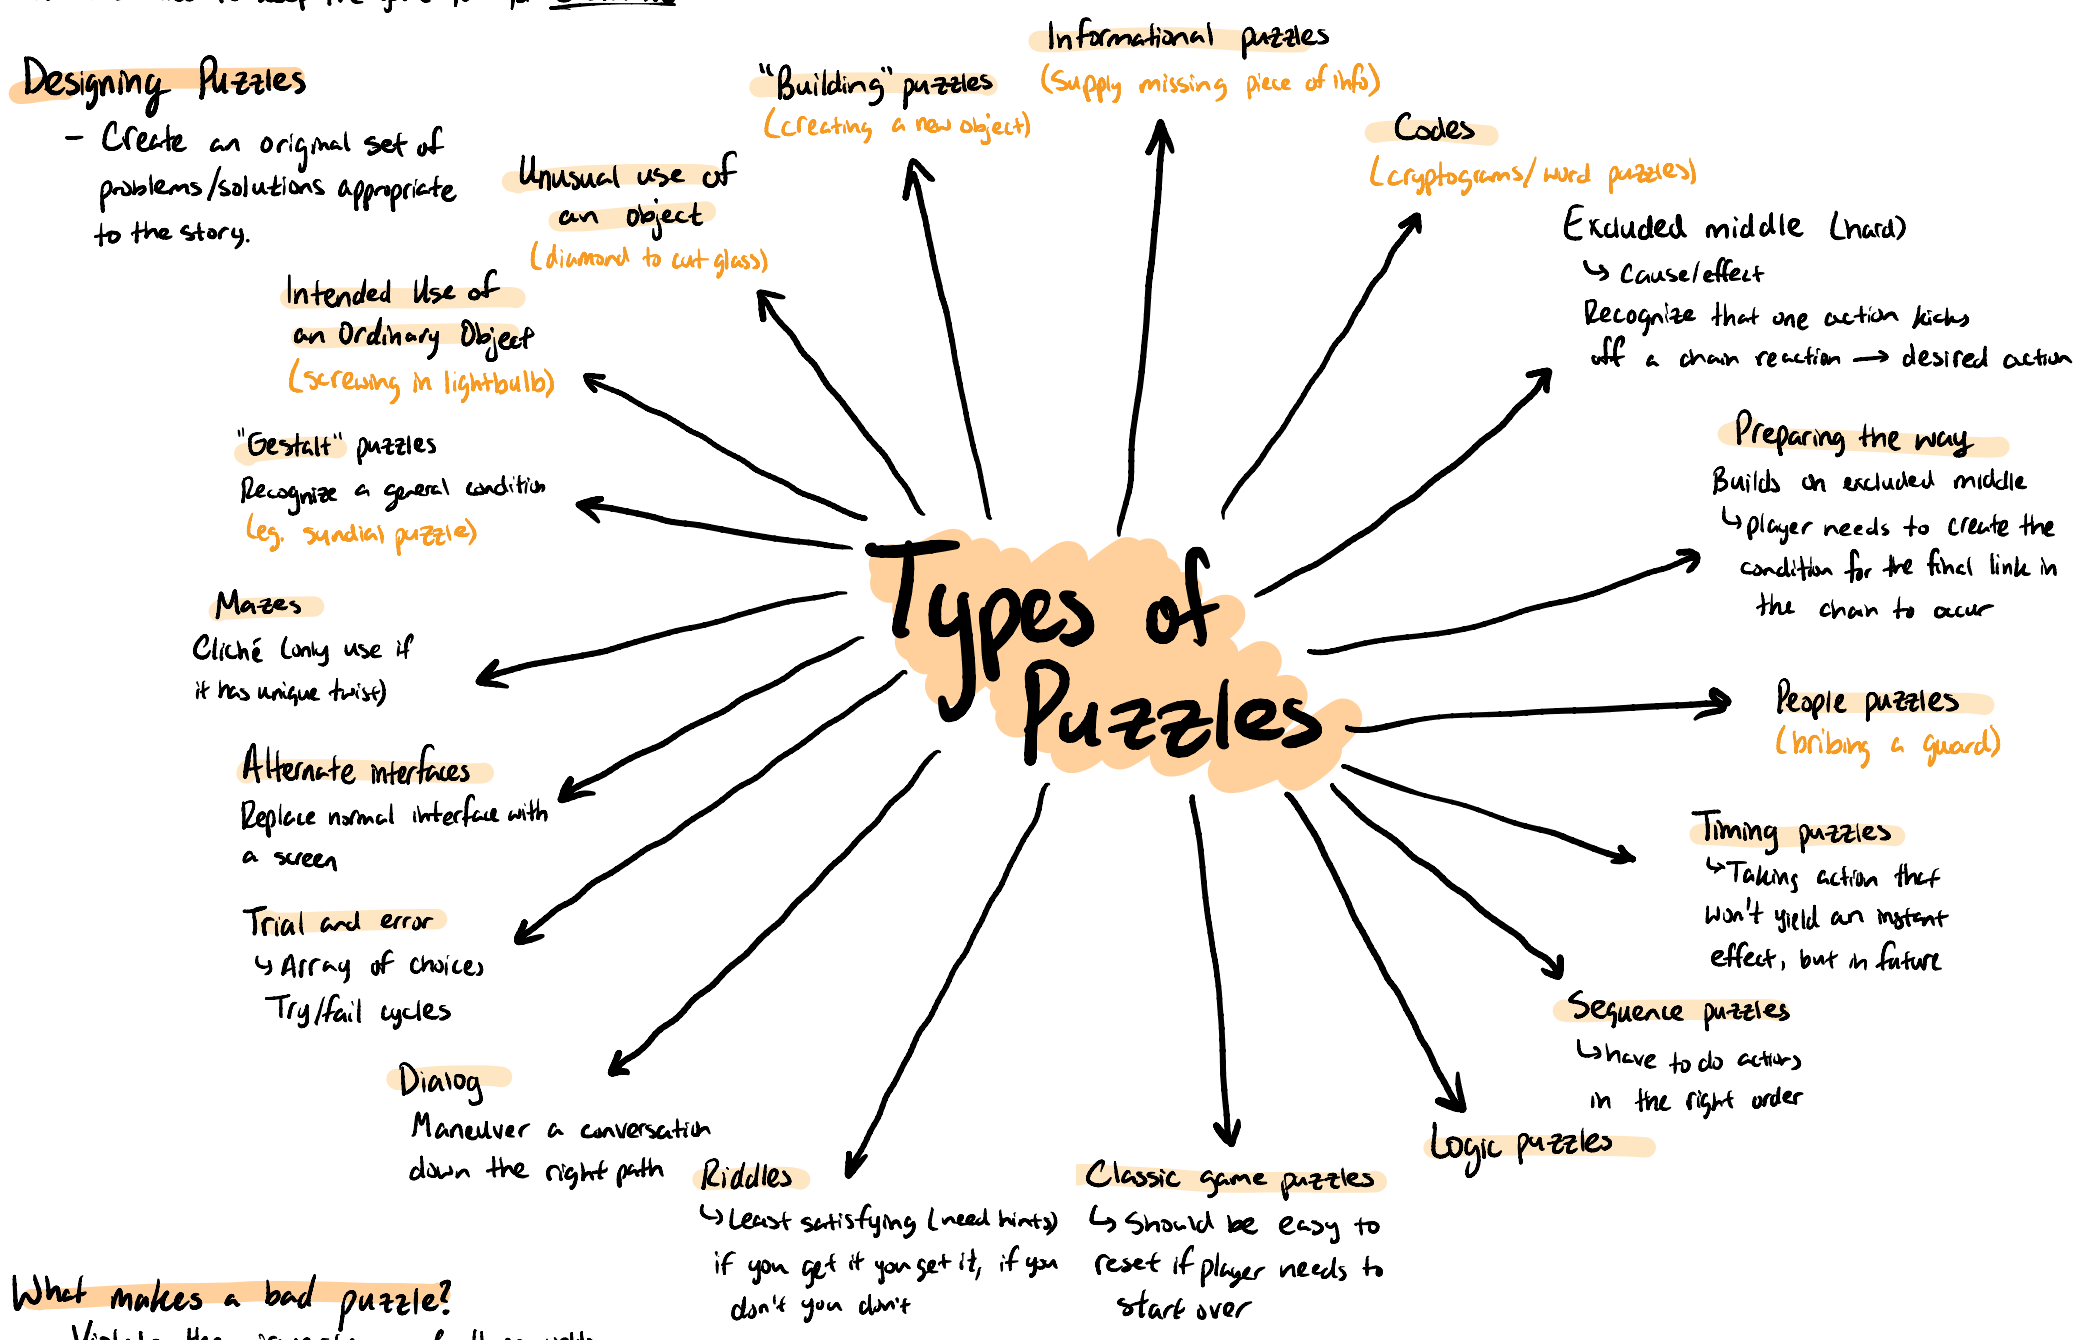 Designing Puzzles
- Create an original set of
problems/solutions appropriate
to the story.
Types of
Puzzles
Informational puzzles
(supply missing piece of info)
"Building" puzzles
(creating a new object)
Unusual use of
an object
(diamond to cut glass)
Intended Use of
an Ordinary Object
(screwing in lightbulb)
"Gestalt" puzzles
Recognize a general condition
(eg. sundial puzzle)
Mazes
Cliché (only use if
it has unique twist)
Alternate interfaces
Replace normal interface with
a screen
Trial and error
↳ Array of choices
Try/fail cycles
Dialog
Maneuver a conversation
down the right path
Riddles
↳ Least satisfying (need hints)
if you get it you get it, if you
don't you don't
Classic game puzzles
↳ Should be easy to
reset if player needs to
start over
Logic puzzles
Sequence puzzles
↳ have to do actions
in the right order
Timing puzzles
↳ Taking action that
won't yield an instant
effect, but in future
People puzzles
(bribing a guard)
Preparing the way
Builds on excluded middle
↳ player needs to create the
condition for the final link in
the chain to occur
Excluded middle (hard)
↳ Cause/effect
Recognize that one action kicks
off a chain reaction → desired action
Codes
(cryptograms/word puzzles)
What makes a bad puzzle?